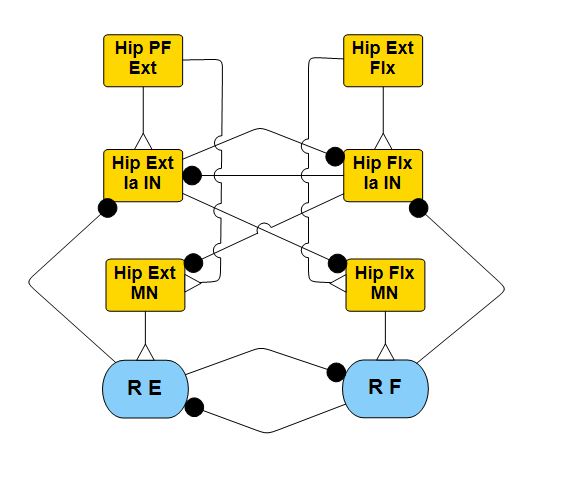 Hip PF
Ext
Hip Ext
Flx
Hip Ext
Ia IN
Hip Flx
Ia IN
Hip Ext
MN
Hip Flx
MN
R E
R F